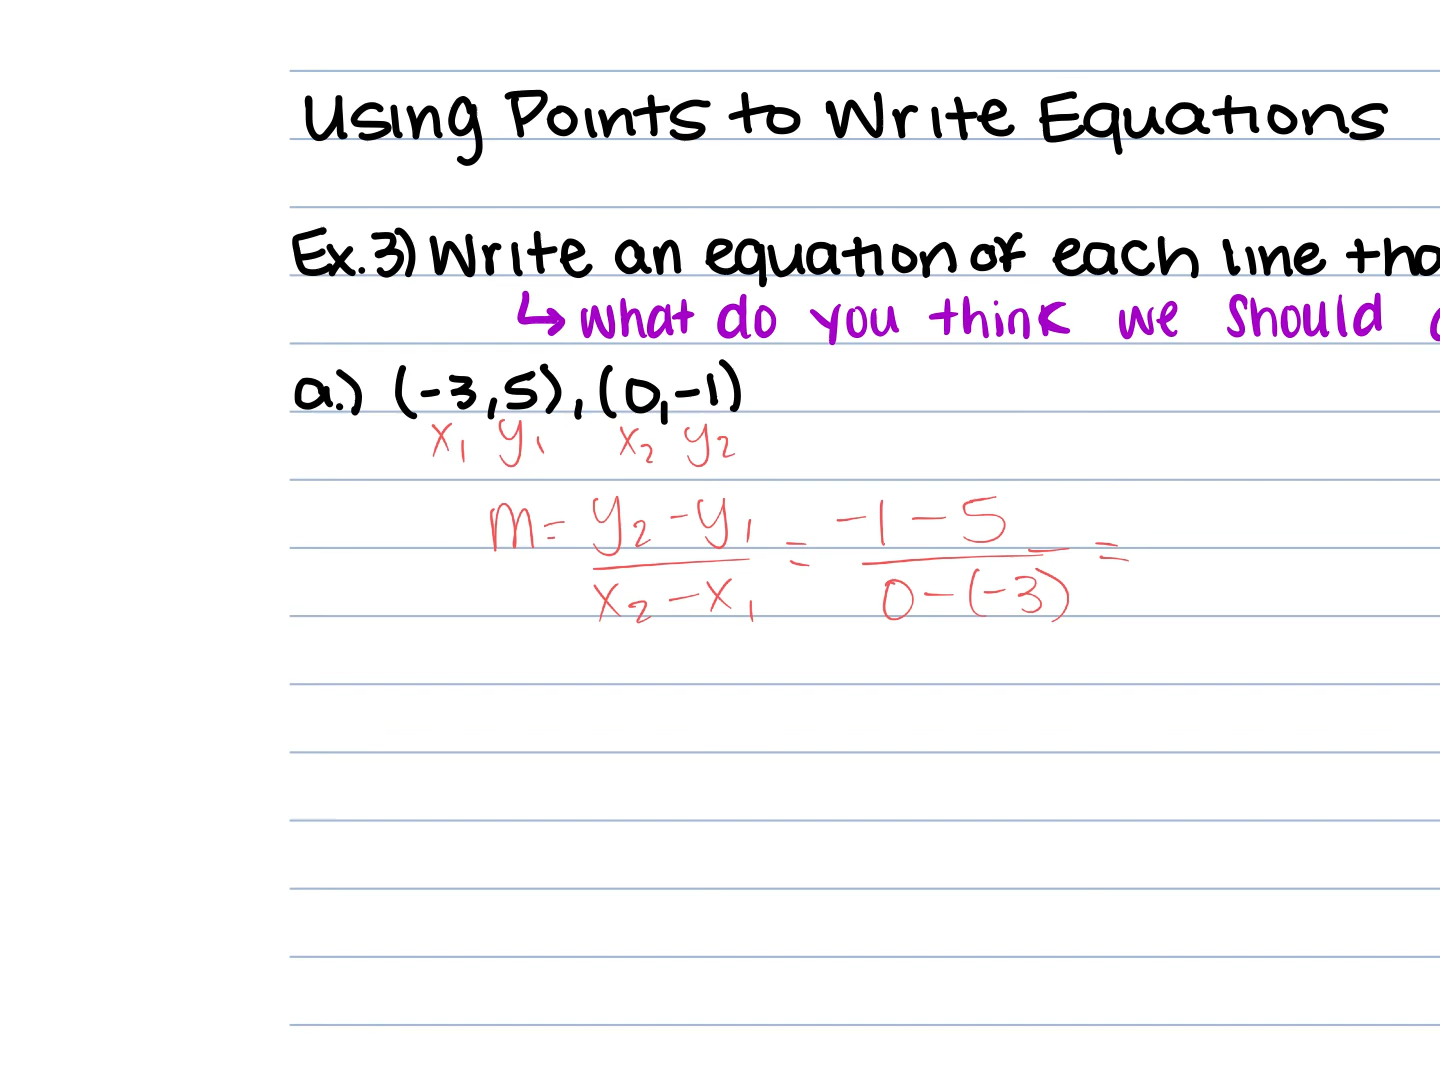 Using Points to Write Equations
Ex.3) Write an equation of each line
↳ what do you think we should
a.) (-3,5), (0,-1)
x₁ y₁ x₂ y₂
m = y₂ - y₁ / x₂ - x₁ = -1 - 5 / 0 - (-3) =